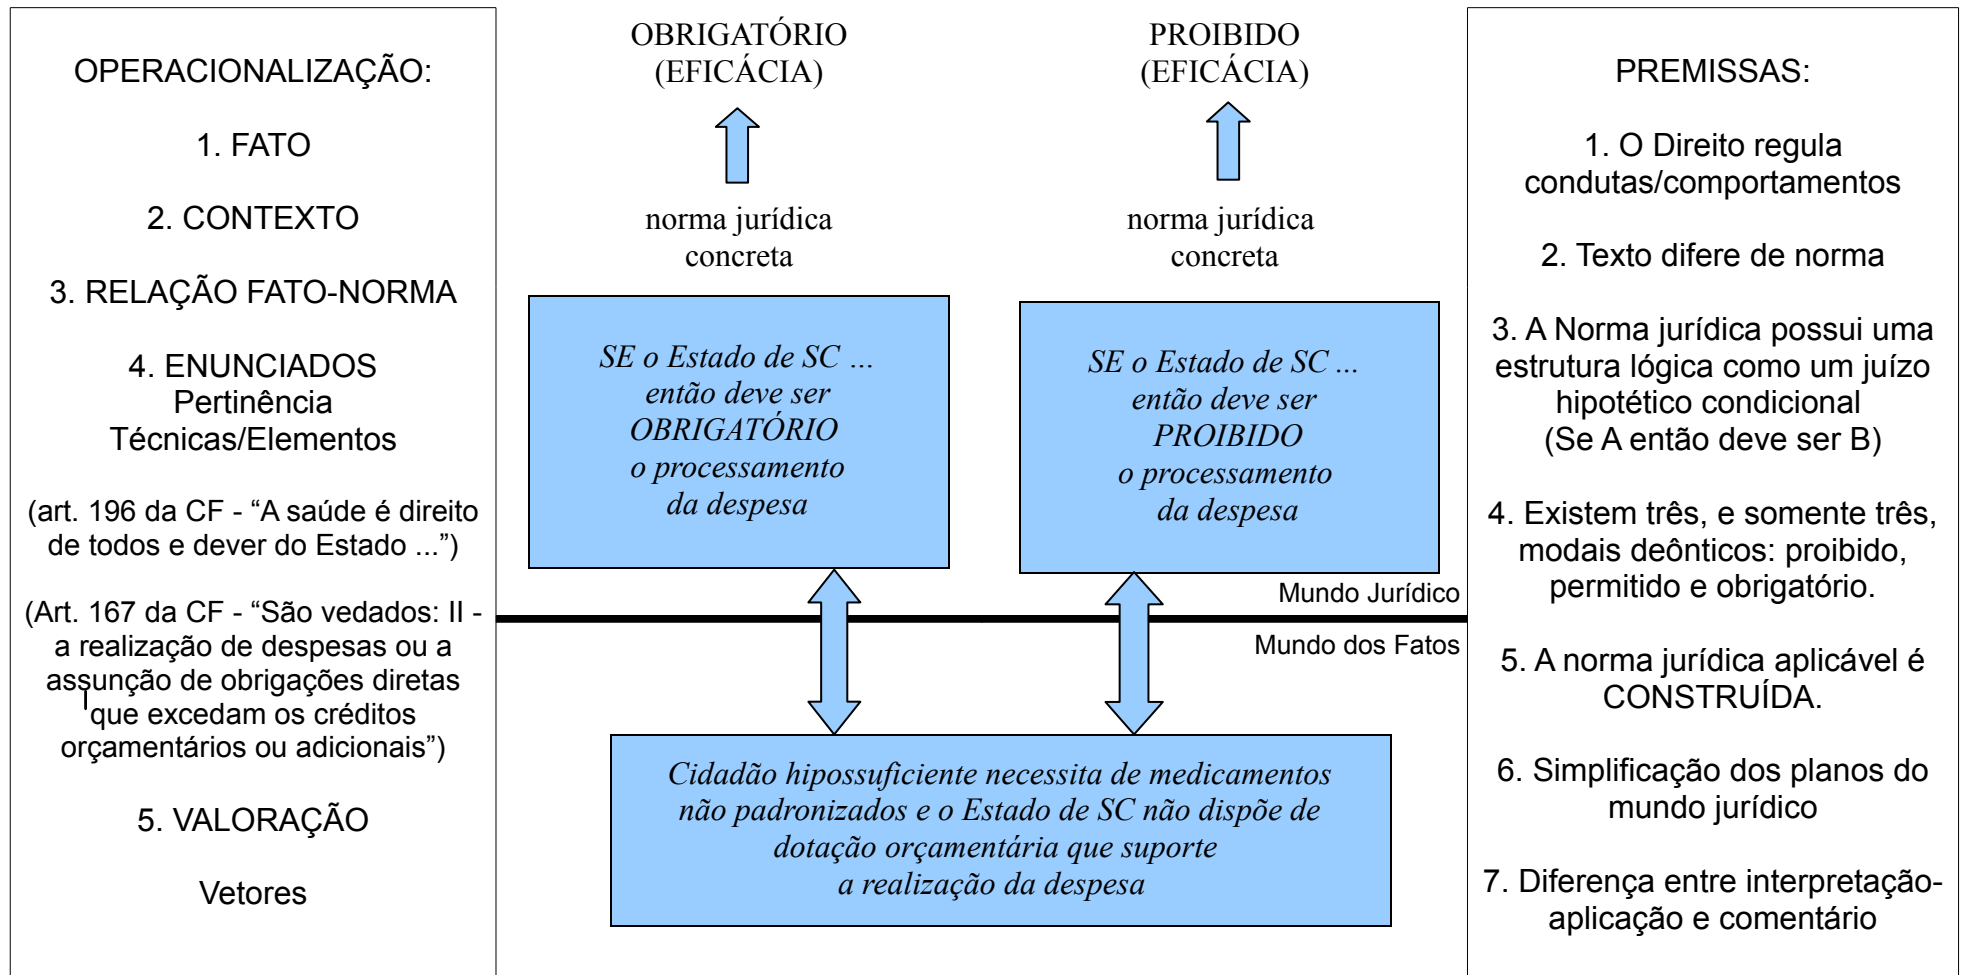 OPERACIONALIZAÇÃO:
1. FATO
2. CONTEXTO
3. RELAÇÃO FATO-NORMA
4. ENUNCIADOS
Pertinência
Técnicas/Elementos
(art. 196 da CF - “A saúde é direito
de todos e dever do Estado ...”)
(Art. 167 da CF - “São vedados: II -
a realização de despesas ou a
assunção de obrigações diretas
que excedam os créditos
orçamentários ou adicionais”)
5. VALORAÇÃO
Vetores
OBRIGATÓRIO
(EFICÁCIA)
norma jurídica
concreta
SE o Estado de SC ...
então deve ser
OBRIGATÓRIO
o processamento
da despesa
PROIBIDO
(EFICÁCIA)
norma jurídica
concreta
SE o Estado de SC ...
então deve ser
PROIBIDO
o processamento
da despesa
Mundo Jurídico
Mundo dos Fatos
Cidadão hipossuficiente necessita de medicamentos
não padronizados e o Estado de SC não dispõe de
dotação orçamentária que suporte
a realização da despesa
PREMISSAS:
1. O Direito regula
condutas/comportamentos
2. Texto difere de norma
3. A Norma jurídica possui uma
estrutura lógica como um juízo
hipotético condicional
(Se A então deve ser B)
4. Existem três, e somente três,
modais deônticos: proibido,
permitido e obrigatório.
5. A norma jurídica aplicável é
CONSTRUÍDA.
6. Simplificação dos planos do
mundo jurídico
7. Diferença entre interpretação-
aplicação e comentário